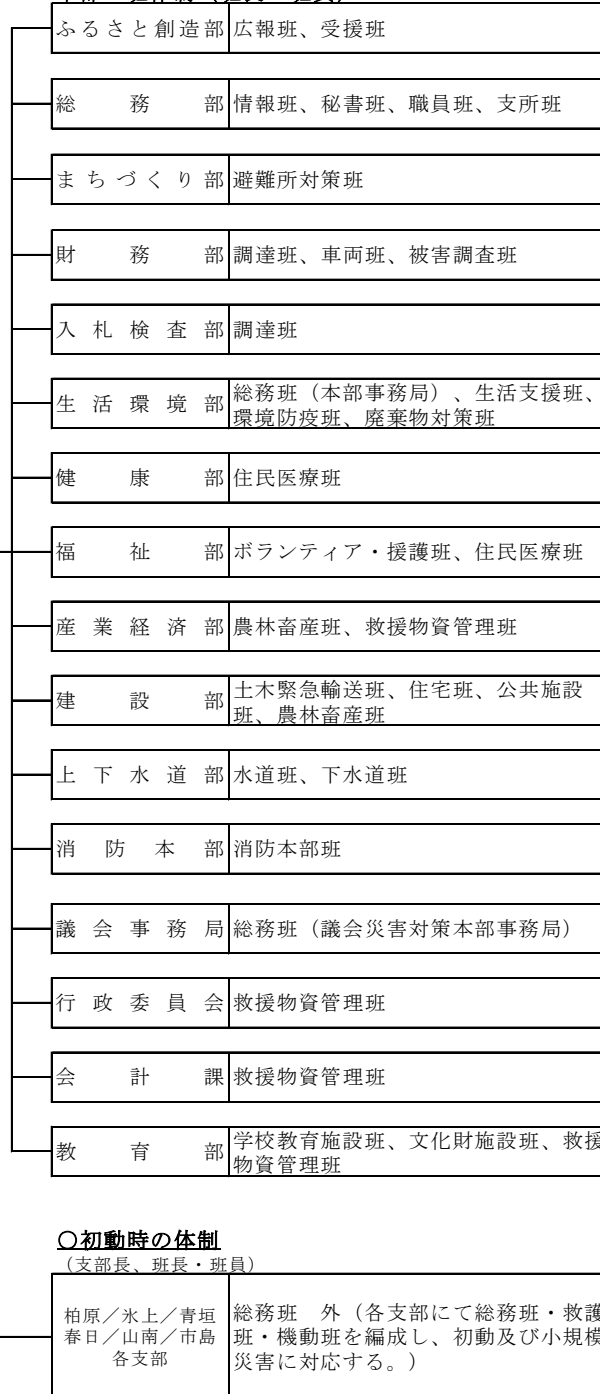 ふるさと創造部 広報班、受援班
総務部 情報班、秘書班、職員班、支所班
まちづくり部 避難所対策班
財務部 調達班、車両班、被害調査班
入札検査部 調達班
生活環境部 総務班（本部事務局）、生活支援班、
環境防疫班、廃棄物対策班
健康部 住民医療班
福祉部 ボランティア・援護班、住民医療班
産業経済部 農林畜産班、救援物資管理班
建設部 土木緊急輸送班、住宅班、公共施設
班、農林畜産班
上下水道部 水道班、下水道班
消防本部 消防本部班
議会事務局 総務班（議会災害対策本部事務局）
行政委員会 救援物資管理班
会計課 救援物資管理班
教育部 学校教育施設班、文化財施設班、救援
物資管理班
〇初動時の体制
（支部長、班長・班員）
柏原／氷上／青垣
春日／山南／市島
各支部
総務班　外（各支部にて総務班・救護
班・機動班を編成し、初動及び小規模
災害に対応する。）